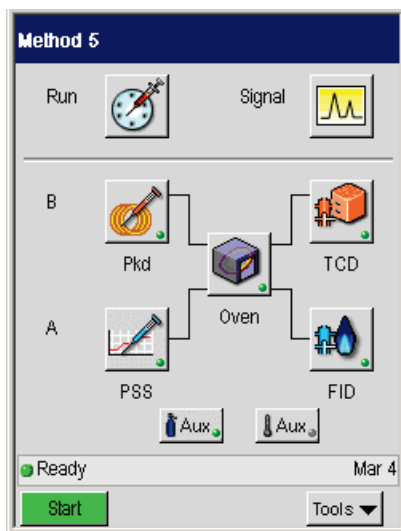 Method 5
Run Signal
B
Pkd TCD
Oven
A
PSS FID
Aux Aux
Ready Mar 4
Start Tools